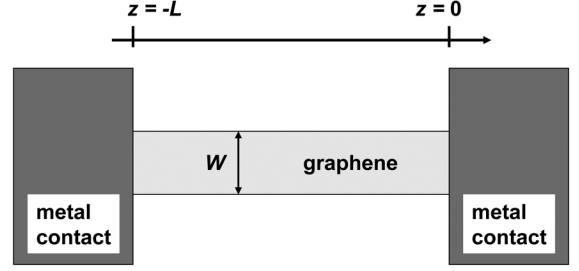 z = -L
z = 0
W
graphene
metal
contact
metal
contact